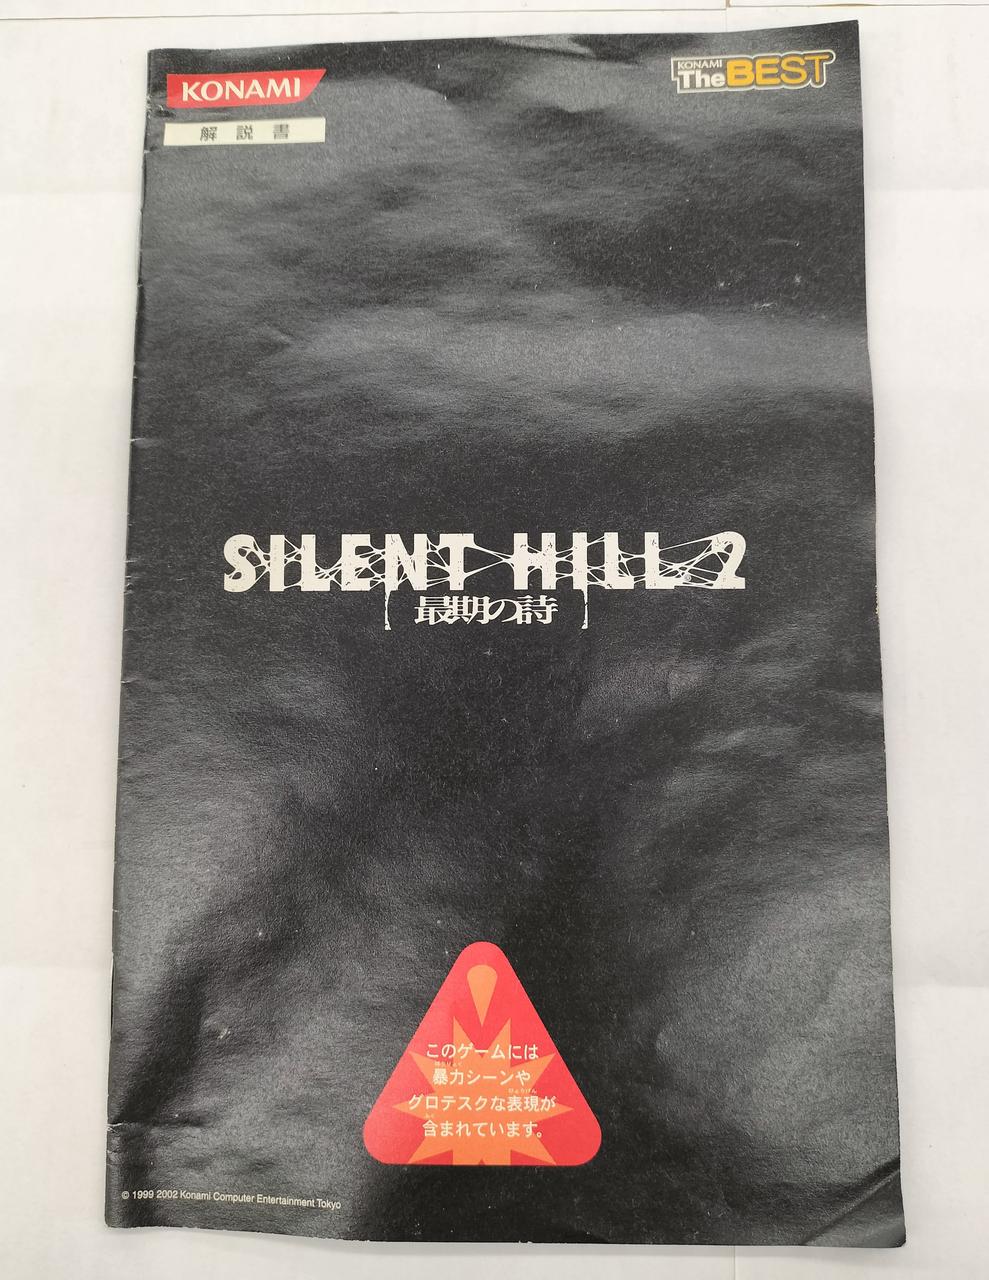 KONAMI
KONAMI
The BEST
解説書
SILENT HILL 2
最期の詩
このゲームには
暴力シーンや
グロテスクな表現が
含まれています。
© 1999 2002 Konami Computer Entertainment Tokyo